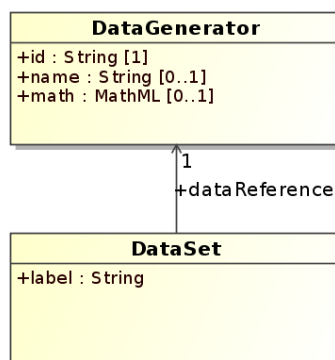 DataGenerator
+id : String [1]
+name : String [0..1]
+math : MathML [0..1]
1
+dataReference
DataSet
+label : String